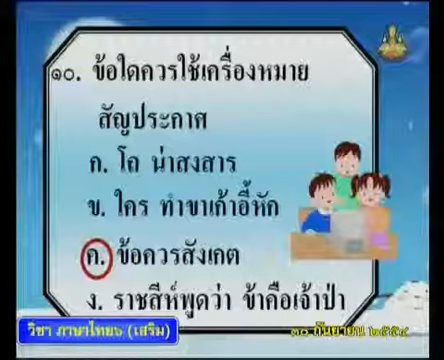 ๑๐. ข้อใดควรใช้เครื่องหมาย
สัญประกาศ
ก. โถ น่าสงสาร
ข. ใคร ทำขาเก้าอี้หัก
ค. ข้อควรสังเกต
ง. ราชสีห์พูดว่า ข้าคือเจ้าป่า
วิชา ภาษาไทย๖ (เสริม)
๓๐ กันยายน ๒๕๕๔